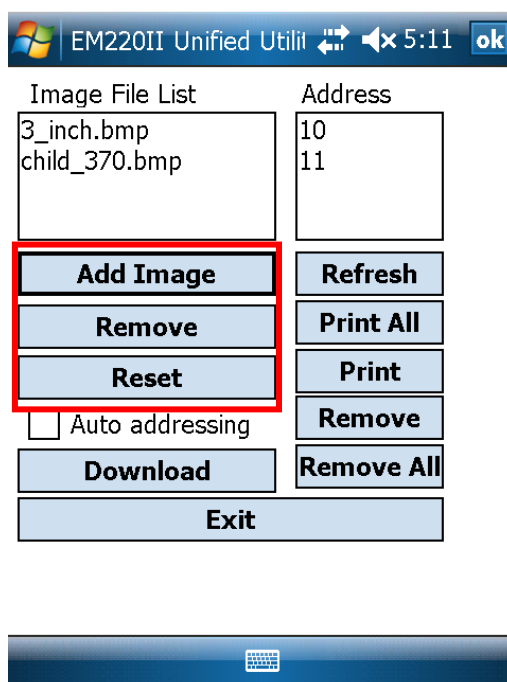 EM220II Unified Utilit 5:11 ok
Image File List Address
3_inch.bmp 10
child_370.bmp 11
Add Image Refresh
Remove Print All
Reset Print
Auto addressing Remove
Download Remove All
Exit